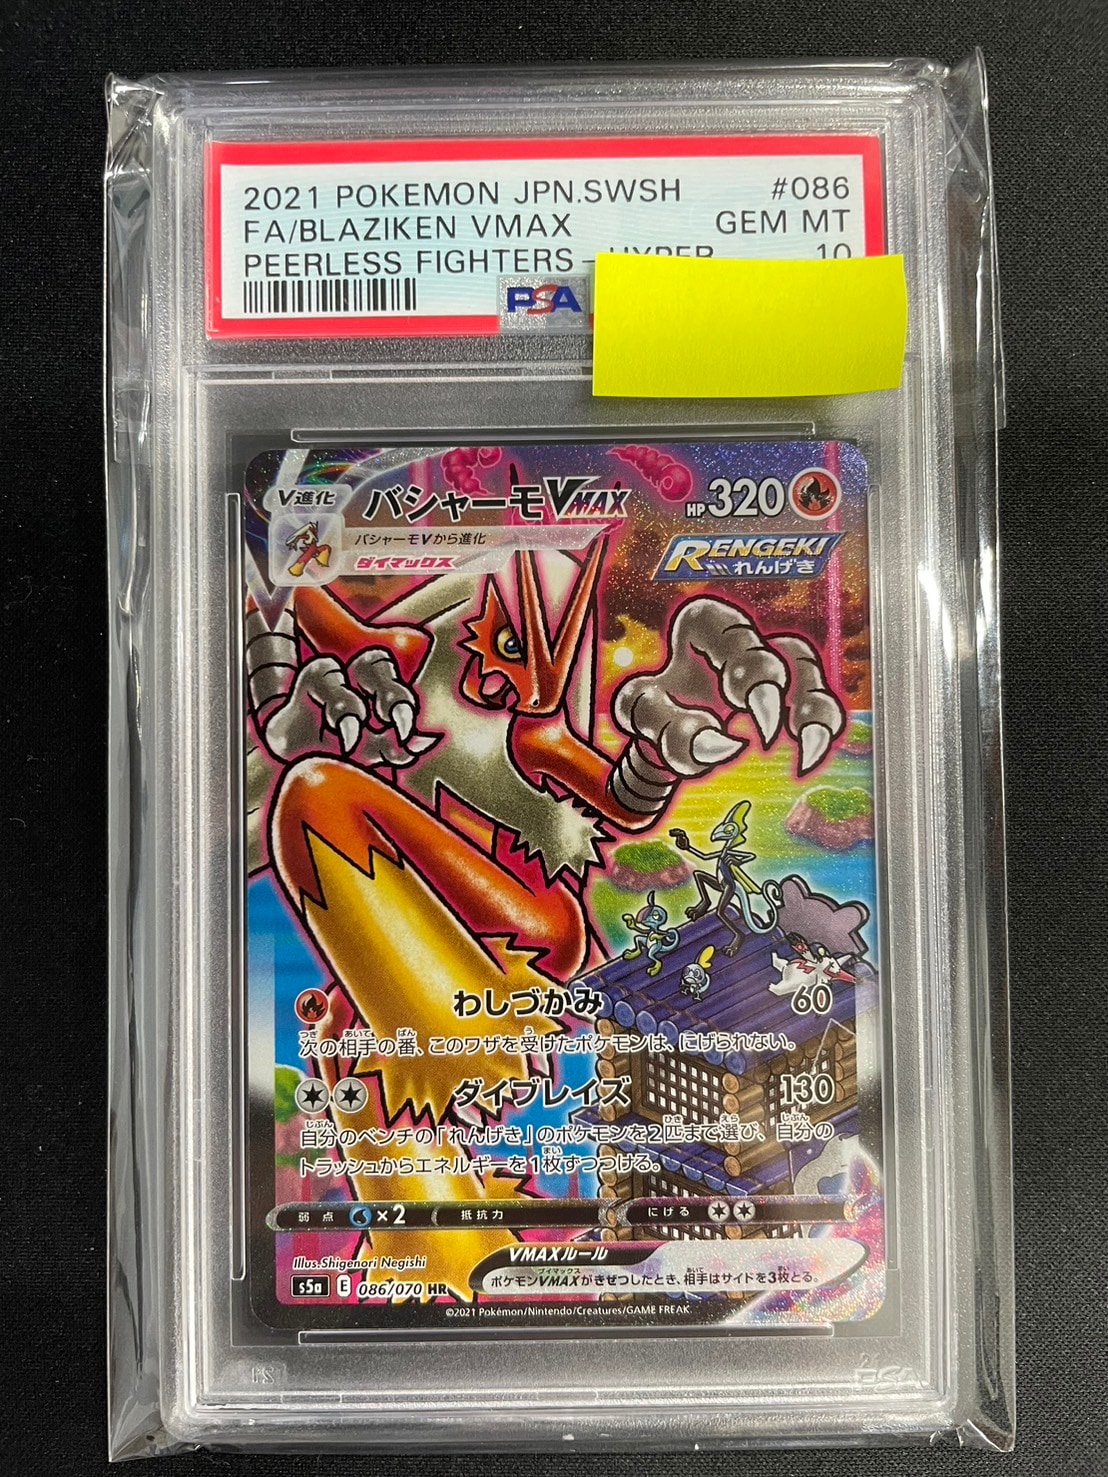 2021 POKEMON JPN.SWSH #086
FA/BLAZIKEN VMAX GEM MT
PEERLESS FIGHTERS-HYPER 10
PSA
V進化
バシャーモVMAX HP320
バシャーモVから進化
ダイマックス
RENGEKI
れんげき
わしづかみ 60
次の相手の番、このワザを受けたポケモンは、にげられない。
ダイブレイズ 130
自分のベンチの「れんげき」のポケモンを2匹まで選び、自分の
トラッシュからエネルギーを1枚ずつつける。
弱点 ×2 抵抗力 にげる
VMAXルール
ポケモンVMAXがきぜつしたとき、相手はサイドを3枚とる。
Illus.Shigenori Negishi
s5a E 086/070 HR
©2021 Pokémon/Nintendo/Creatures/GAME FREAK